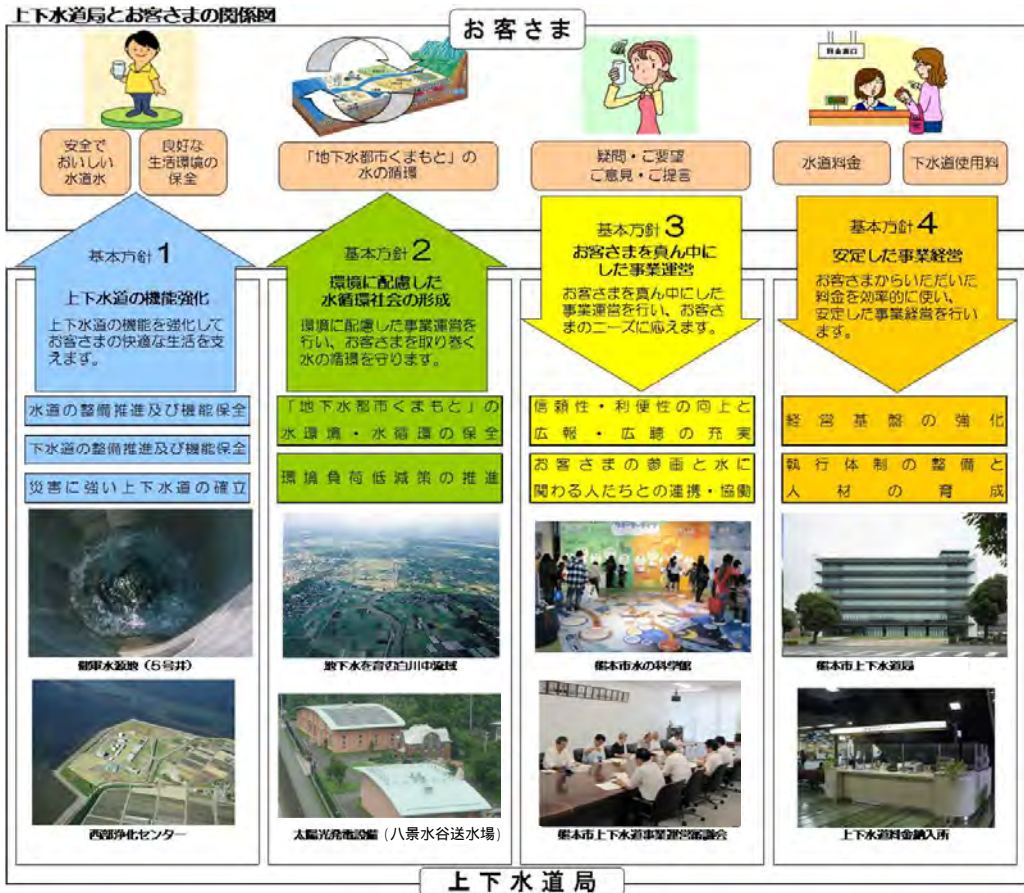 上下水道局とお客さまの関係図
お客さま
料金窓口
安全で
おいしい
水道水
良好な
生活環境の
保全
「地下水都市くまもと」の
水の循環
疑問・ご要望
ご意見・ご提言
水道料金
下水道使用料
基本方針 1
上下水道の機能強化
上下水道の機能を強化して
お客さまの快適な生活を支
えます。
基本方針 2
環境に配慮した
水循環社会の形成
環境に配慮した事業運営を
行い、お客さまを取り巻く
水の循環を守ります。
基本方針 3
お客さまを真ん中に
した事業運営
お客さまを真ん中にした
事業運営を行い、お客さ
まのニーズに応えます。
基本方針 4
安定した事業経営
お客さまからいただいた
料金を効率的に使い、
安定した事業経営を行い
ます。
水道の整備推進及び機能保全
下水道の整備推進及び機能保全
災害に強い上下水道の確立
「地下水都市くまもと」の
水環境・水循環の保全
環境負荷低減策の推進
信頼性・利便性の向上と
広報・広聴の充実
お客さまの参画と水に
関わる人たちとの連携・協働
経営基盤の強化
執行体制の整備と
人材の育成
健軍水源地（5号井）
地下水を育む白川中流域
熊本市水の科学館
熊本市上下水道局
西部浄化センター
太陽光発電設備（八景水谷送水場）
熊本市上下水道事業運営審議会
上下水道料金納入所
上下水道局